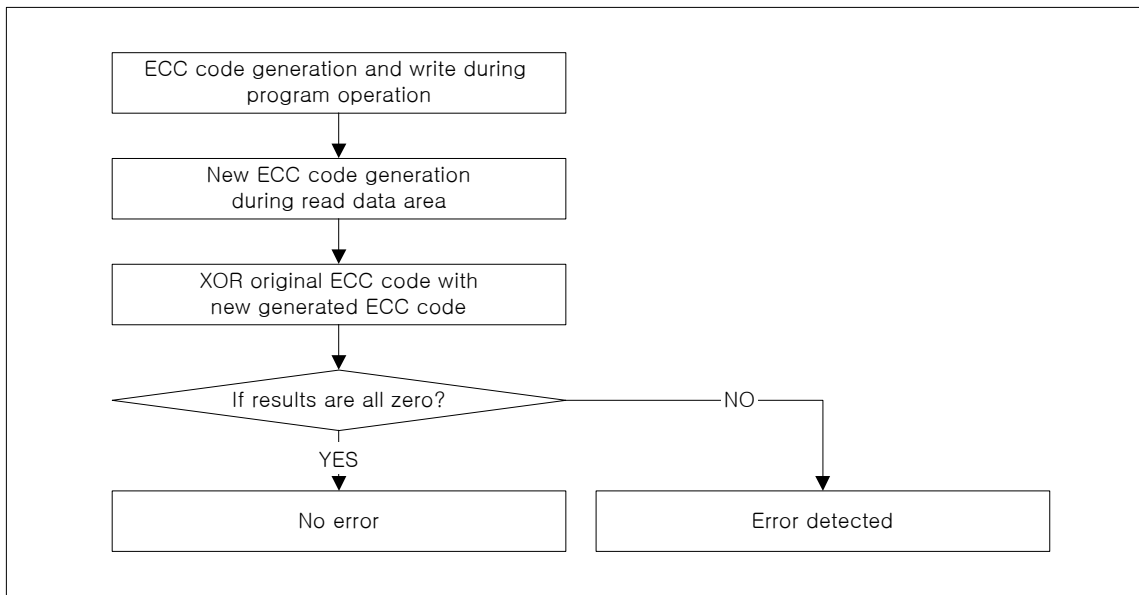 ECC code generation and write during
program operation
New ECC code generation
during read data area
XOR original ECC code with
new generated ECC code
If results are all zero?
NO
YES
No error
Error detected